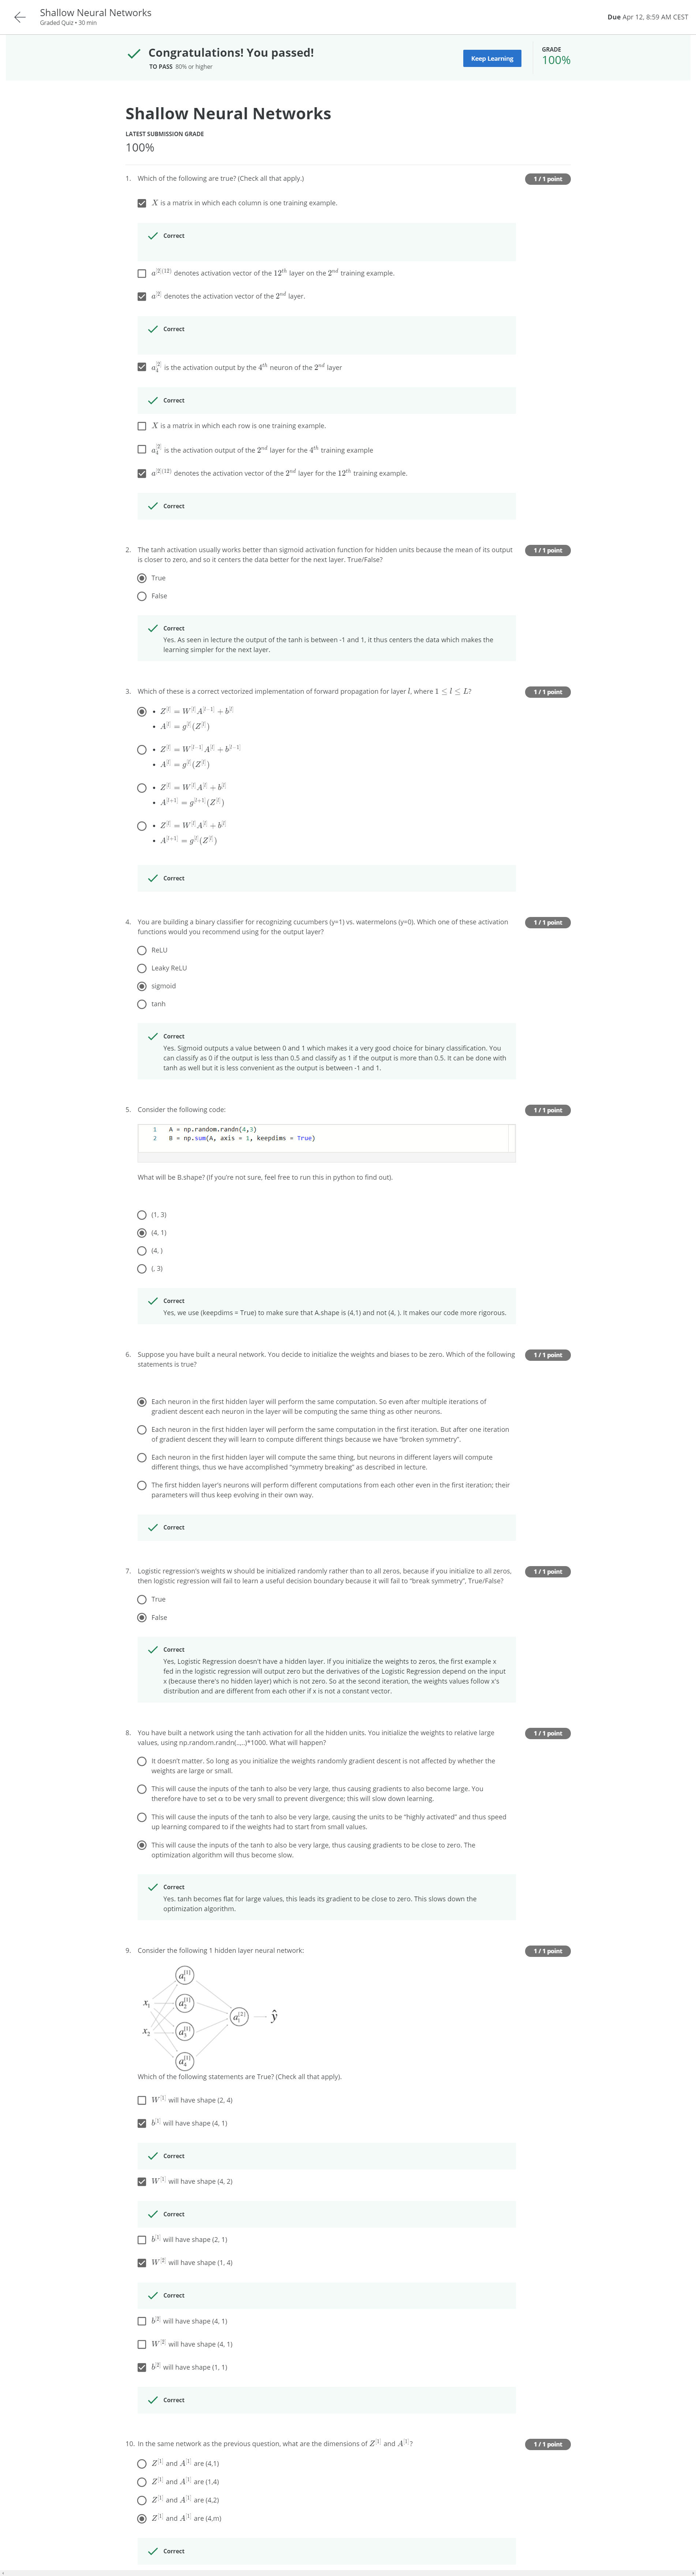 Shallow Neural Networks
Graded Quiz • 30 min
Due Apr 12, 8:59 AM CEST
Congratulations! You passed!
TO PASS 80% or higher
Keep Learning
GRADE
100%
Shallow Neural Networks
LATEST SUBMISSION GRADE
100%
1. Which of the following are true? (Check all that apply.)
1 / 1 point
X is a matrix in which each column is one training example.
Correct
a^{[2](12)} denotes activation vector of the 12^{th} layer on the 2^{nd} training example.
a^{[2]} denotes the activation vector of the 2^{nd} layer.
Correct
a_4^{[2]} is the activation output by the 4^{th} neuron of the 2^{nd} layer
Correct
X is a matrix in which each row is one training example.
a_4^{[2]} is the activation output of the 2^{nd} layer for the 4^{th} training example
a^{[2](12)} denotes the activation vector of the 2^{nd} layer for the 12^{th} training example.
Correct
2. The tanh activation usually works better than sigmoid activation function for hidden units because the mean of its output
is closer to zero, and so it centers the data better for the next layer. True/False?
1 / 1 point
True
False
Correct
Yes. As seen in lecture the output of the tanh is between -1 and 1, it thus centers the data which makes the
learning simpler for the next layer.
3. Which of these is a correct vectorized implementation of forward propagation for layer l, where 1 ≤ l ≤ L?
1 / 1 point
• Z^{[l]} = W^{[l]} A^{[l-1]} + b^{[l]}
• A^{[l]} = g^{[l]}(Z^{[l]})
• Z^{[l]} = W^{[l-1]} A^{[l]} + b^{[l-1]}
• A^{[l]} = g^{[l]}(Z^{[l]})
• Z^{[l]} = W^{[l]} A^{[l]} + b^{[l]}
• A^{[l+1]} = g^{[l+1]}(Z^{[l]})
• Z^{[l]} = W^{[l]} A^{[l]} + b^{[l]}
• A^{[l+1]} = g^{[l]}(Z^{[l]})
Correct
4. You are building a binary classifier for recognizing cucumbers (y=1) vs. watermelons (y=0). Which one of these activation
functions would you recommend using for the output layer?
1 / 1 point
ReLU
Leaky ReLU
sigmoid
tanh
Correct
Yes. Sigmoid outputs a value between 0 and 1 which makes it a very good choice for binary classification. You
can classify as 0 if the output is less than 0.5 and classify as 1 if the output is more than 0.5. It can be done with
tanh as well but it is less convenient as the output is between -1 and 1.
5. Consider the following code:
1 / 1 point
1 A = np.random.randn(4,3)
2 B = np.sum(A, axis = 1, keepdims = True)
What will be B.shape? (If you're not sure, feel free to run this in python to find out).
(1, 3)
(4, 1)
(4, )
(, 3)
Correct
Yes, we use (keepdims = True) to make sure that A.shape is (4,1) and not (4, ). It makes our code more rigorous.
6. Suppose you have built a neural network. You decide to initialize the weights and biases to be zero. Which of the following
statements is true?
1 / 1 point
Each neuron in the first hidden layer will perform the same computation. So even after multiple iterations of
gradient descent each neuron in the layer will be computing the same thing as other neurons.
Each neuron in the first hidden layer will perform the same computation in the first iteration. But after one iteration
of gradient descent they will learn to compute different things because we have "broken symmetry".
Each neuron in the first hidden layer will compute the same thing, but neurons in different layers will compute
different things, thus we have accomplished "symmetry breaking" as described in lecture.
The first hidden layer's neurons will perform different computations from each other even in the first iteration; their
parameters will thus keep evolving in their own way.
Correct
7. Logistic regression's weights w should be initialized randomly rather than to all zeros, because if you initialize to all zeros,
then logistic regression will fail to learn a useful decision boundary because it will fail to "break symmetry", True/False?
1 / 1 point
True
False
Correct
Yes, Logistic Regression doesn't have a hidden layer. If you initialize the weights to zeros, the first example x
fed in the logistic regression will output zero but the derivatives of the Logistic Regression depend on the input
x (because there's no hidden layer) which is not zero. So at the second iteration, the weights values follow x's
distribution and are different from each other if x is not a constant vector.
8. You have built a network using the tanh activation for all the hidden units. You initialize the weights to relative large
values, using np.random.randn(..,..)*1000. What will happen?
1 / 1 point
It doesn't matter. So long as you initialize the weights randomly gradient descent is not affected by whether the
weights are large or small.
This will cause the inputs of the tanh to also be very large, thus causing gradients to also become large. You
therefore have to set α to be very small to prevent divergence; this will slow down learning.
This will cause the inputs of the tanh to also be very large, causing the units to be "highly activated" and thus speed
up learning compared to if the weights had to start from small values.
This will cause the inputs of the tanh to also be very large, thus causing gradients to be close to zero. The
optimization algorithm will thus become slow.
Correct
Yes. tanh becomes flat for large values, this leads its gradient to be close to zero. This slows down the
optimization algorithm.
9. Consider the following 1 hidden layer neural network:
1 / 1 point
a_1^{[1]}
x_1
a_2^{[1]}
a_1^{[2]}
ŷ
x_2
a_3^{[1]}
a_4^{[1]}
Which of the following statements are True? (Check all that apply).
W^{[1]} will have shape (2, 4)
b^{[1]} will have shape (4, 1)
Correct
W^{[1]} will have shape (4, 2)
Correct
b^{[1]} will have shape (2, 1)
W^{[2]} will have shape (1, 4)
Correct
b^{[2]} will have shape (4, 1)
W^{[2]} will have shape (4, 1)
b^{[2]} will have shape (1, 1)
Correct
10. In the same network as the previous question, what are the dimensions of Z^{[1]} and A^{[1]}?
1 / 1 point
Z^{[1]} and A^{[1]} are (4,1)
Z^{[1]} and A^{[1]} are (1,4)
Z^{[1]} and A^{[1]} are (4,2)
Z^{[1]} and A^{[1]} are (4,m)
Correct